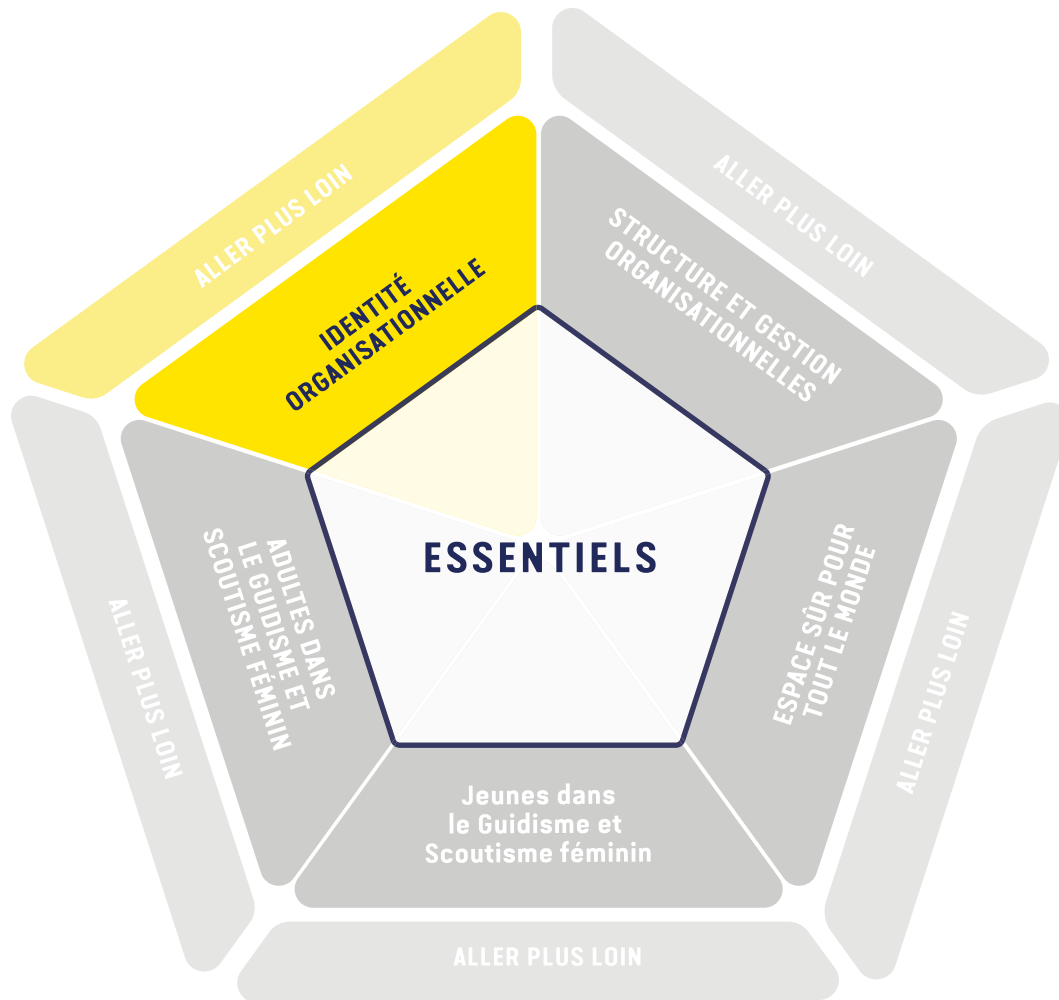 ALLER PLUS LOIN
IDENTITÉ
ORGANISATIONNELLE
ALLER PLUS LOIN
STRUCTURE ET GESTION
ORGANISATIONNELLES
ESSENTIELS
ALLER PLUS LOIN
ADULTES DANS
LE GUIDISME ET
SCOUTISME FÉMININ
ESPACE SÛR POUR
TOUT LE MONDE
ALLER PLUS LOIN
Jeunes dans
le Guidisme et
Scoutisme féminin
ALLER PLUS LOIN